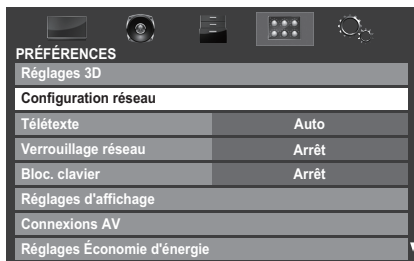 PRÉFÉRENCES
Réglages 3D
Configuration réseau
Télétexte Auto
Verrouillage réseau Arrêt
Bloc. clavier Arrêt
Réglages d'affichage
Connexions AV
Réglages Économie d'énergie